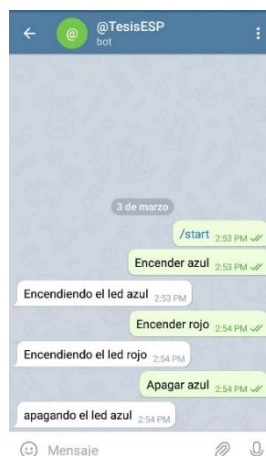 @
@TesisESP
bot
3 de marzo
/start 2:53 PM
Encender azul 2:53 PM
Encendiendo el led azul 2:53 PM
Encender rojo 2:54 PM
Encendiendo el led rojo 2:54 PM
Apagar azul 2:54 PM
apagando el led azul 2:54 PM
Mensaje